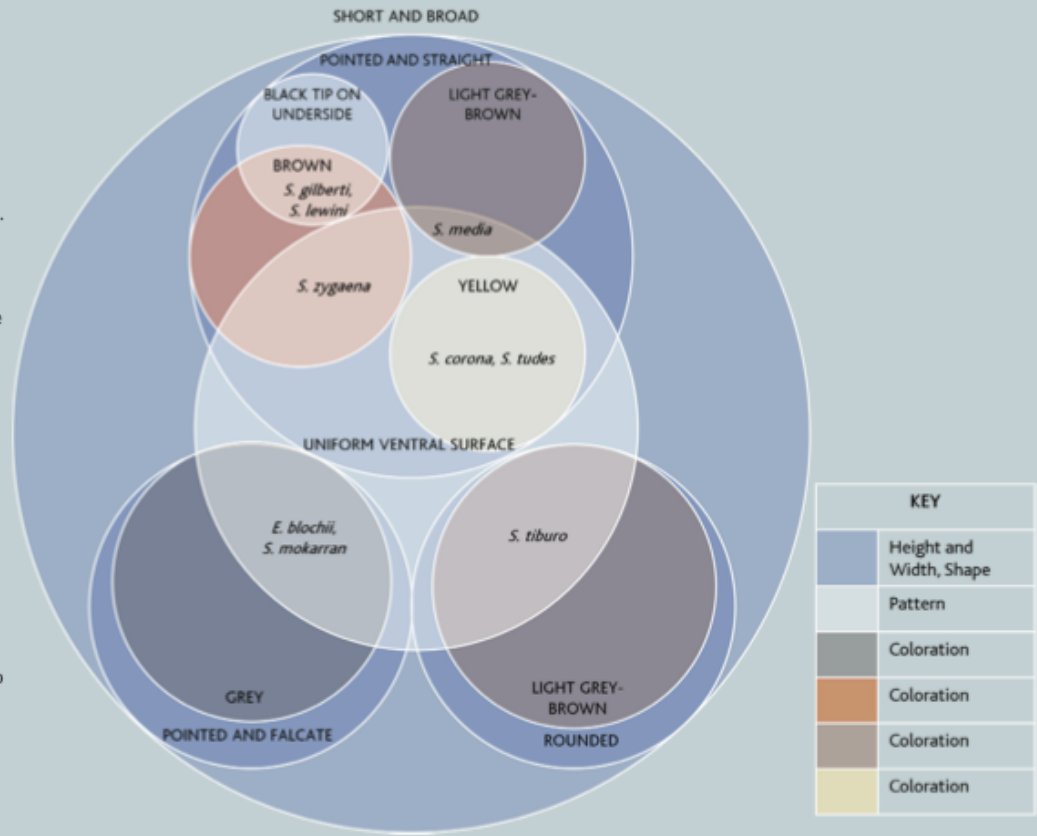 SHORT AND BROAD
POINTED AND STRAIGHT
BLACK TIP ON
UNDERSIDE
LIGHT GREY-
BROWN
BROWN
S. gilberti,
S. lewini
S. media
S. zygaena
YELLOW
S. corona, S. tudes
UNIFORM VENTRAL SURFACE
E. blochii,
S. mokarran
S. tiburo
GREY
POINTED AND FALCATE
LIGHT GREY-
BROWN
ROUNDED
KEY
Height and
Width, Shape
Pattern
Coloration
Coloration
Coloration
Coloration